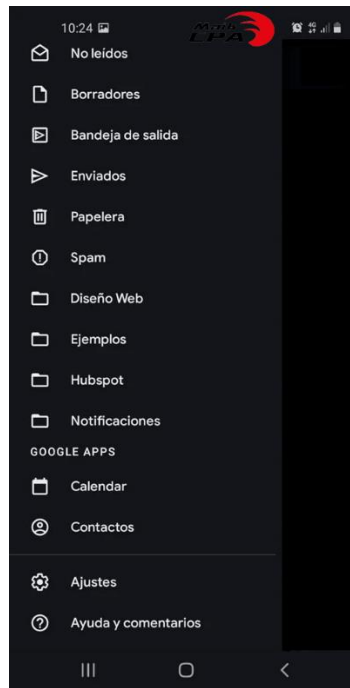 10:24
4G
No leídos
Borradores
Bandeja de salida
Enviados
Papelera
Spam
Diseño Web
Ejemplos
Hubspot
Notificaciones
GOOGLE APPS
Calendar
Contactos
Ajustes
Ayuda y comentarios